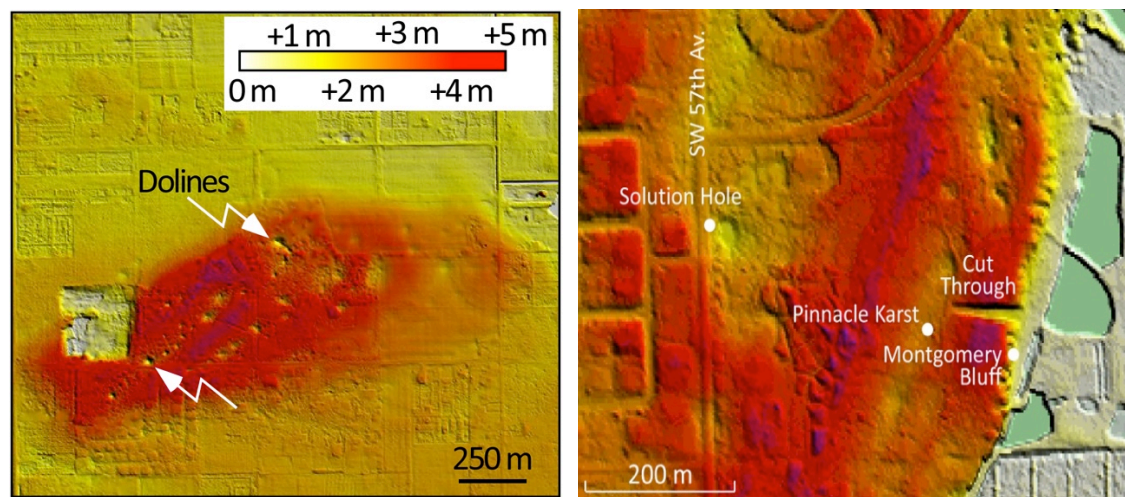 +1 m +3 m +5 m
0 m +2 m +4 m
Dolines
250 m
SW 57th Av.
Solution Hole
Cut
Through
Pinnacle Karst
Montgomery
Bluff
200 m